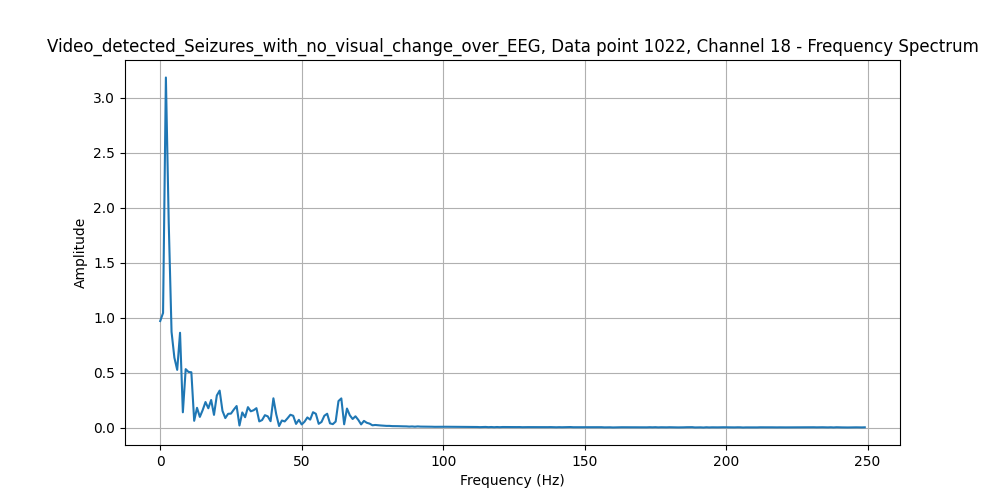 Video_detected_Seizures_with_no_visual_change_over_EEG, Data point 1022, Channel 18 - Frequency Spectrum
3.0
2.5
2.0
1.5
1.0
0.5
0.0
Amplitude
0 50 100 150 200 250
Frequency (Hz)